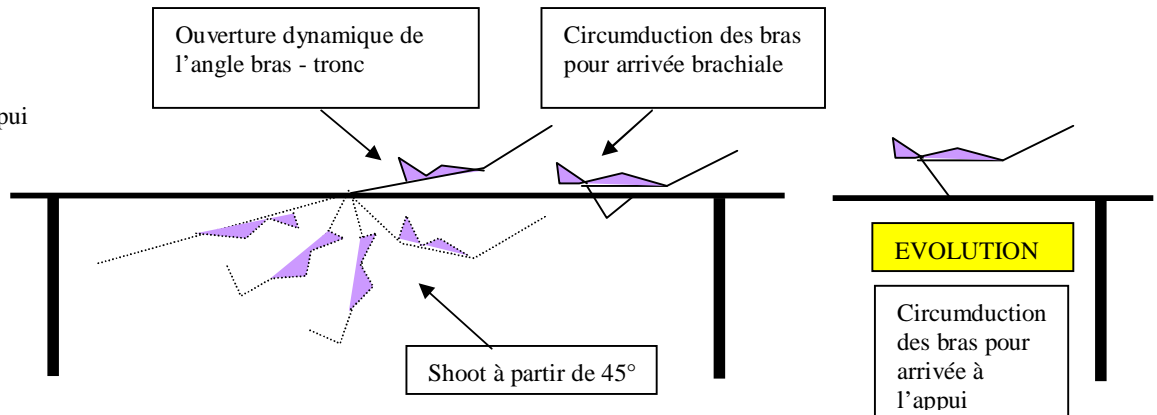 Ouverture dynamique de
l’angle bras - tronc
Circumduction des bras
pour arrivée brachiale
pui
Shoot à partir de 45°
EVOLUTION
Circumduction
des bras pour
arrivée à
l’appui